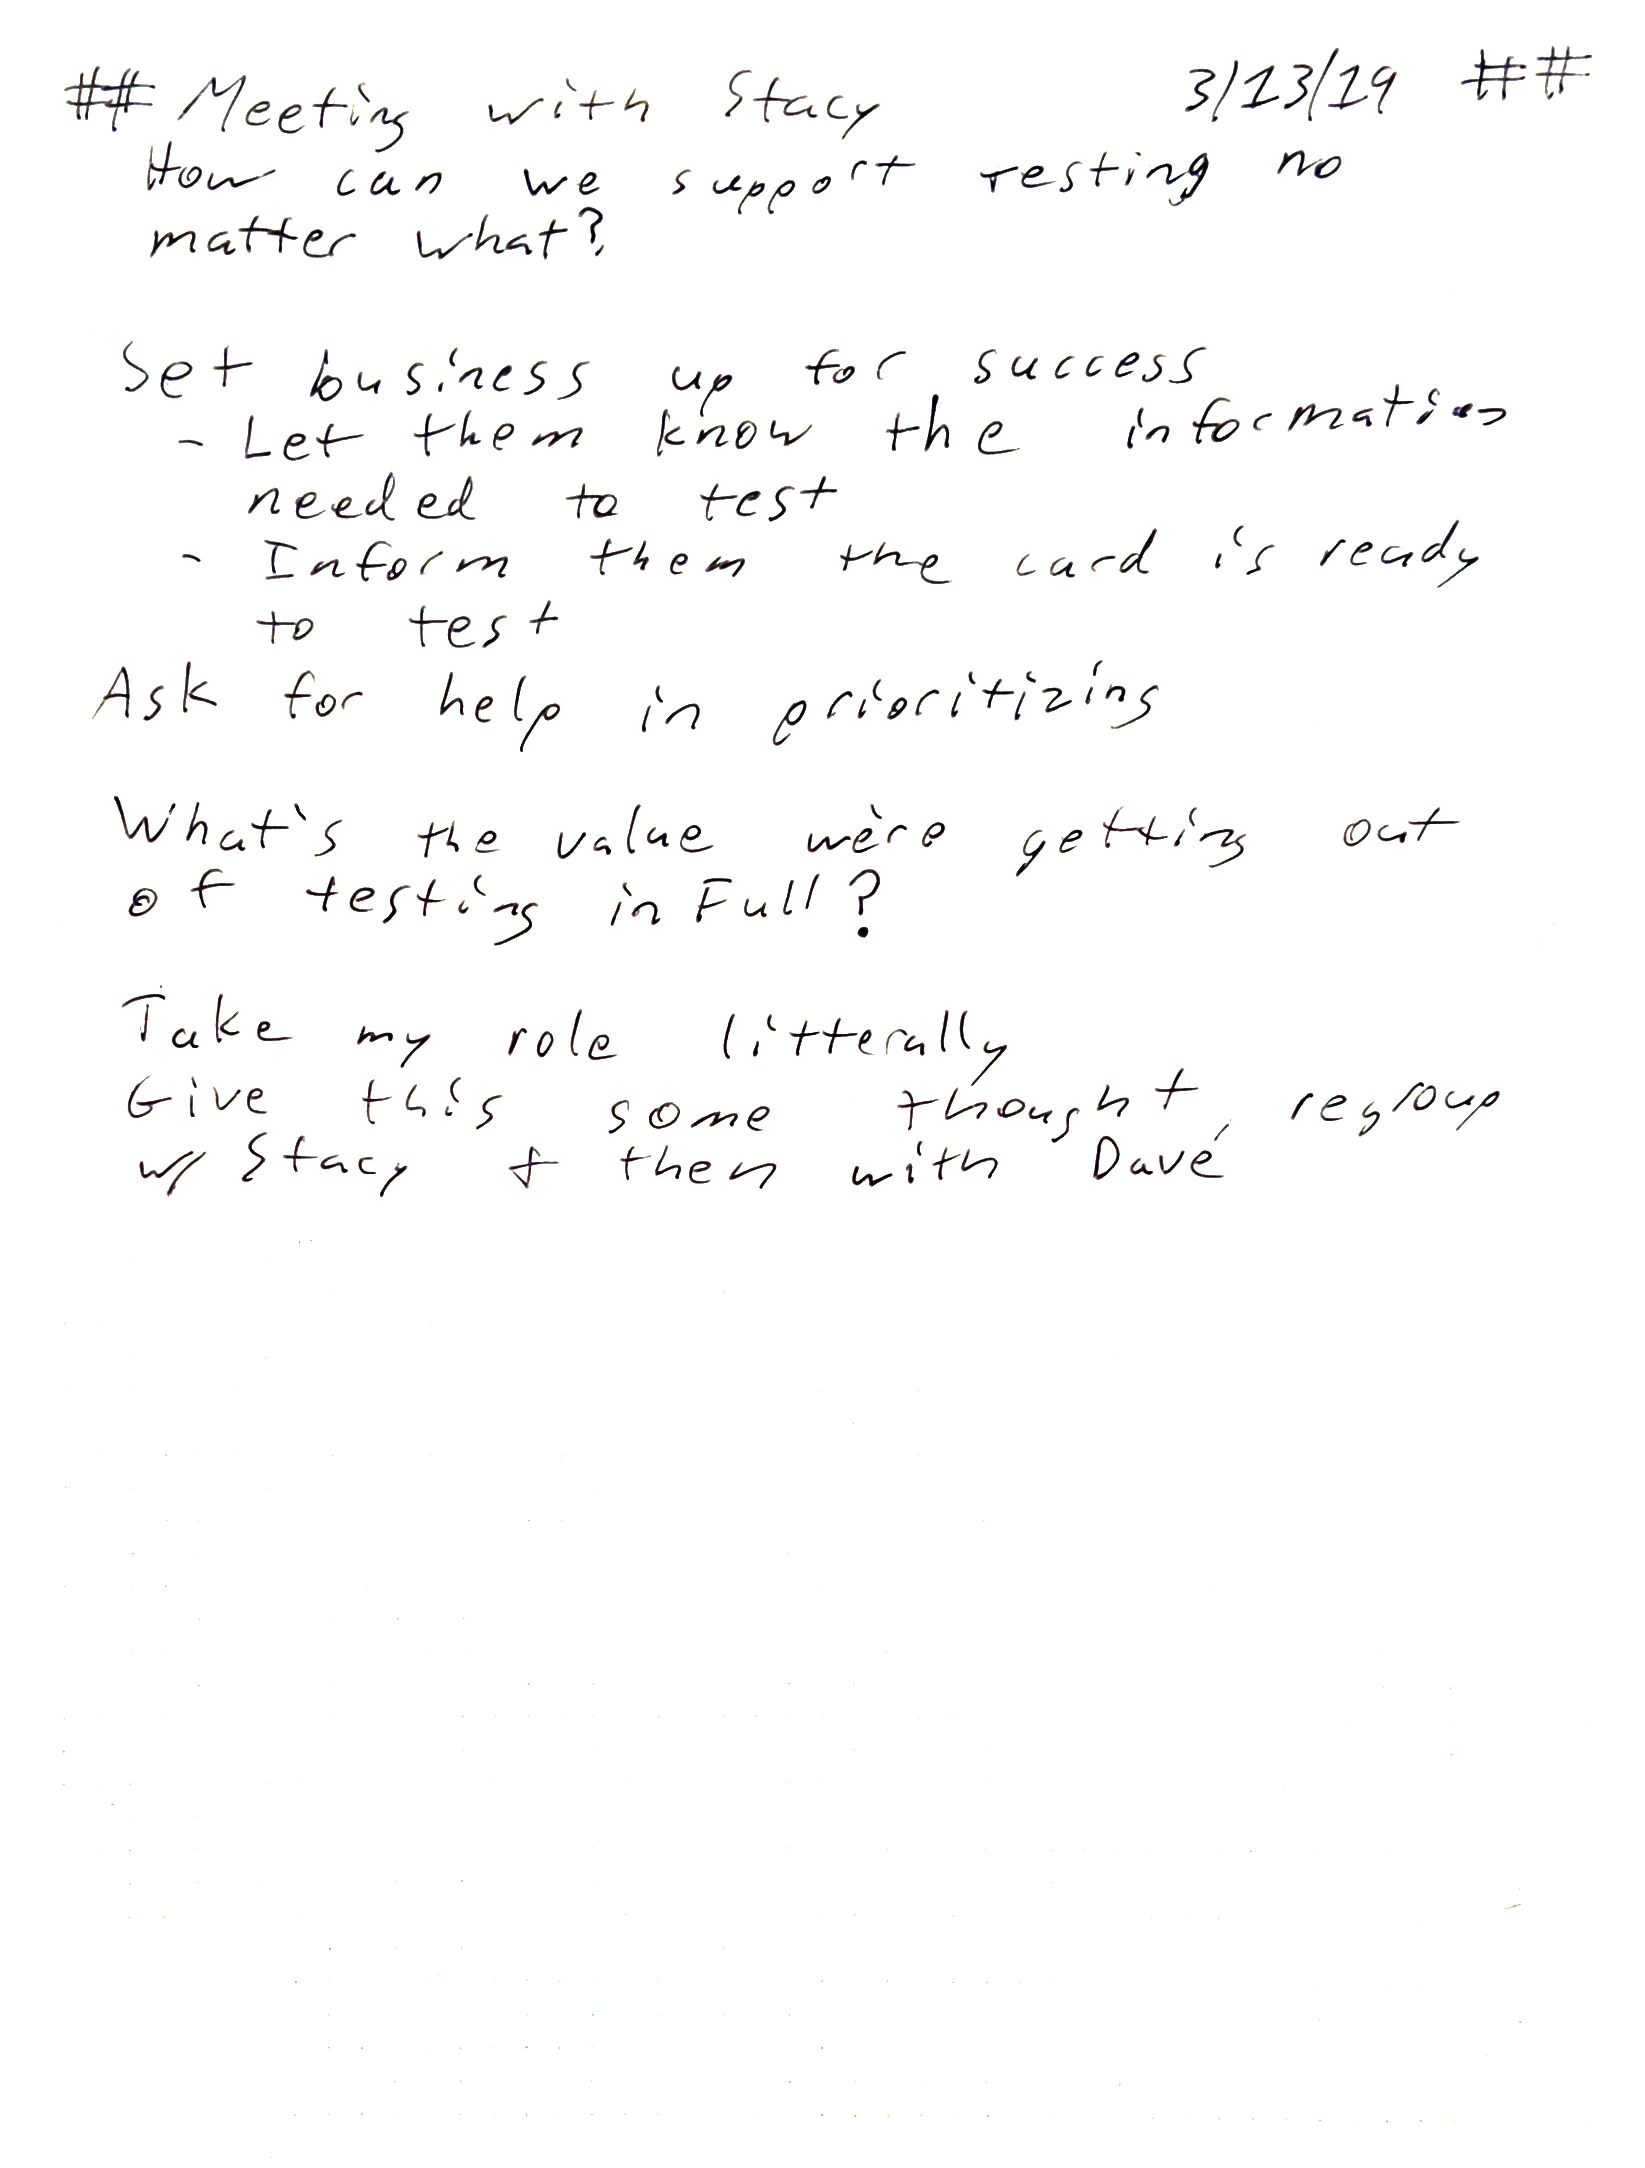 ## Meeting with Stacy 3/13/19 ##
How can we support testing no
matter what?
Set business up for success
- Let them know the information
needed to test
- Inform them the card is ready
to test
Ask for help in prioritizing
What's the value we're getting out
of testing in Full?
Take my role litterally
Give this some thought, regroup
w/ Stacy & then with Dave